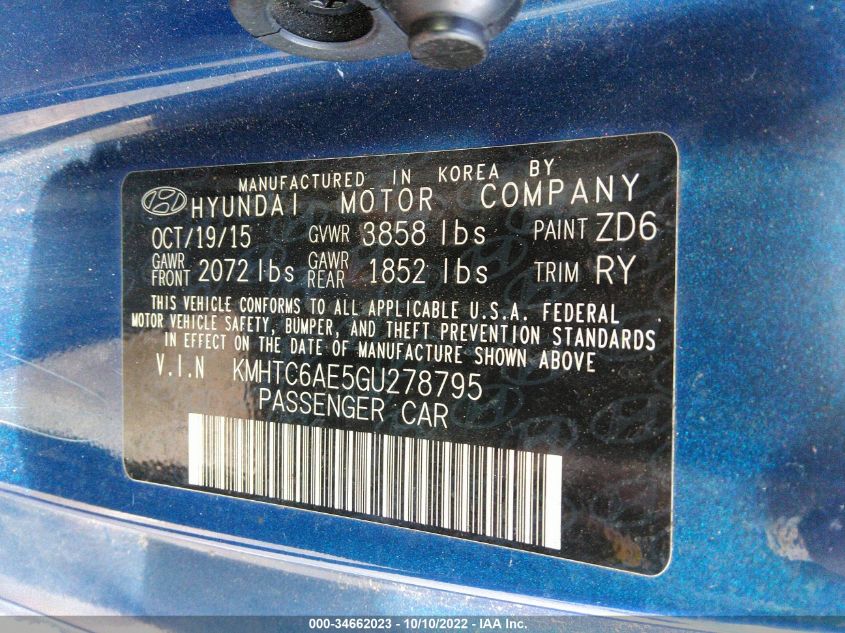 MANUFACTURED IN KOREA BY
HYUNDAI MOTOR COMPANY
OCT/19/15 GVWR 3858 lbs PAINT ZD6
GAWR FRONT 2072 lbs GAWR REAR 1852 lbs TRIM RY
THIS VEHICLE CONFORMS TO ALL APPLICABLE U.S.A. FEDERAL
MOTOR VEHICLE SAFETY, BUMPER, AND THEFT PREVENTION STANDARDS
IN EFFECT ON THE DATE OF MANUFACTURE SHOWN ABOVE
V.I.N KMHTC6AE5GU278795
PASSENGER CAR
000-34662023 - 10/10/2022 - IAA Inc.